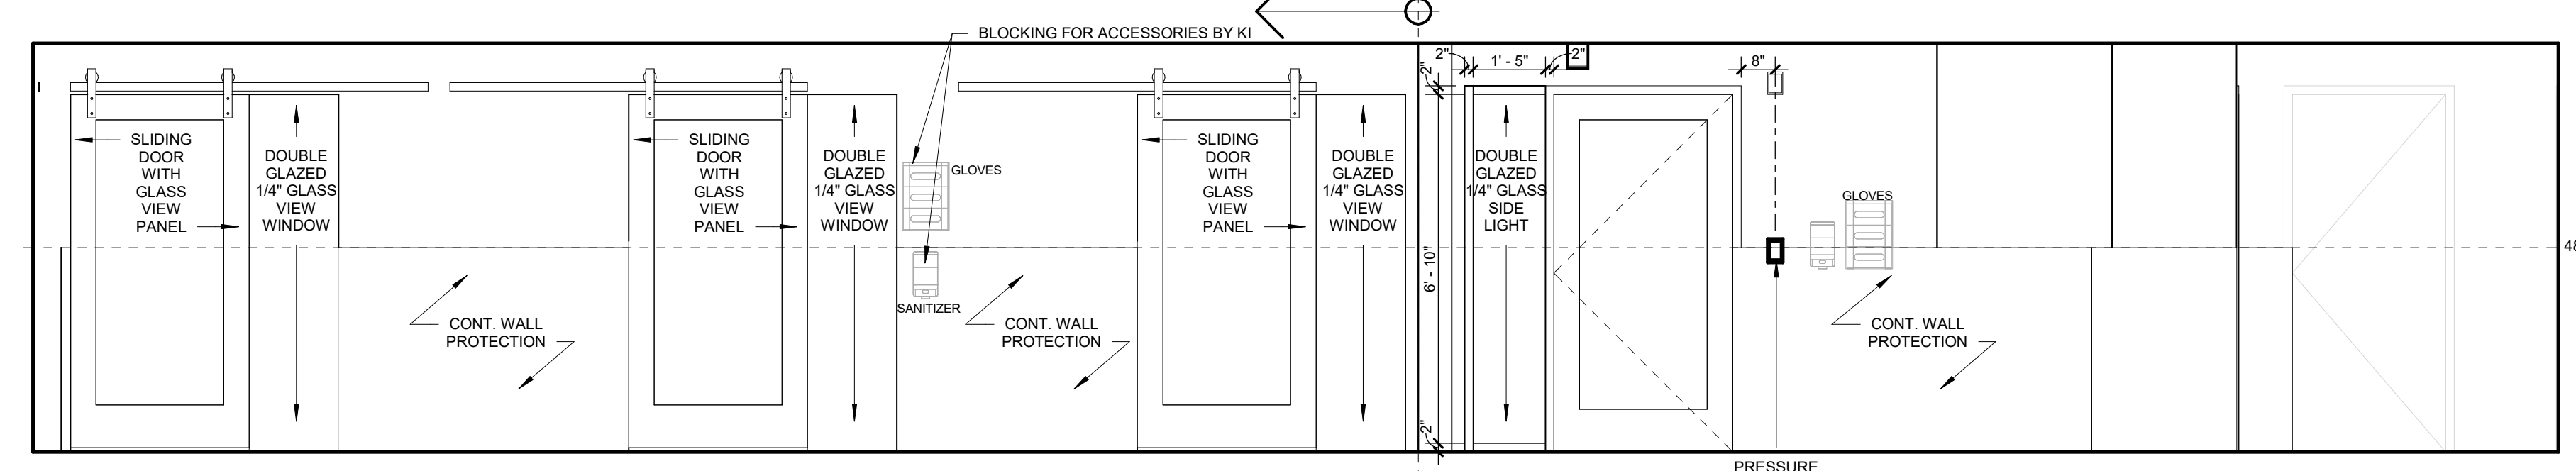 BLOCKING FOR ACCESSORIES BY KI
2"
1' - 5"
2"
8"
2"
SLIDING
DOOR
WITH
GLASS
VIEW
PANEL
DOUBLE
GLAZED
1/4" GLASS
VIEW
WINDOW
SLIDING
DOOR
WITH
GLASS
VIEW
PANEL
DOUBLE
GLAZED
1/4" GLASS
VIEW
WINDOW
GLOVES
SANITIZER
SLIDING
DOOR
WITH
GLASS
VIEW
PANEL
DOUBLE
GLAZED
1/4" GLASS
VIEW
WINDOW
DOUBLE
GLAZED
1/4" GLASS
SIDE
LIGHT
GLOVES
48
6' - 10"
CONT. WALL
PROTECTION
CONT. WALL
PROTECTION
CONT. WALL
PROTECTION
2"
PRESSURE